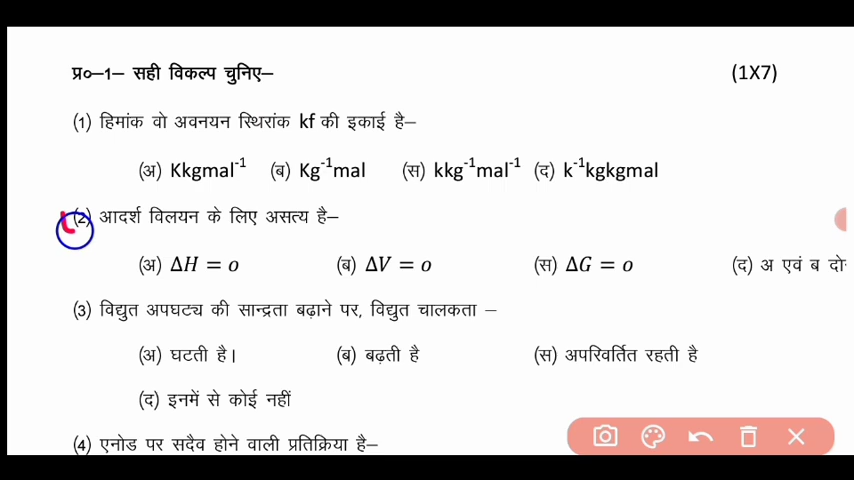 प्र०–1– सही विकल्प चुनिए– (1X7)
(1) हिमांक वो अवनयन स्थिरांक kf की इकाई है–
(अ) Kkgmal⁻¹ (ब) Kg⁻¹mal (स) kkg⁻¹mal⁻¹ (द) k⁻¹kgkgmal
(2) आदर्श विलयन के लिए असत्य है–
(अ) ΔH = o (ब) ΔV = o (स) ΔG = o (द) अ एवं ब
(3) विद्युत अपघट्य की सान्द्रता बढ़ाने पर, विद्युत चालकता –
(अ) घटती है। (ब) बढ़ती है (स) अपरिवर्तित रहती है
(द) इनमें से कोई नहीं
(4) एनोड पर सदैव होने वाली प्रतिक्रिया है–